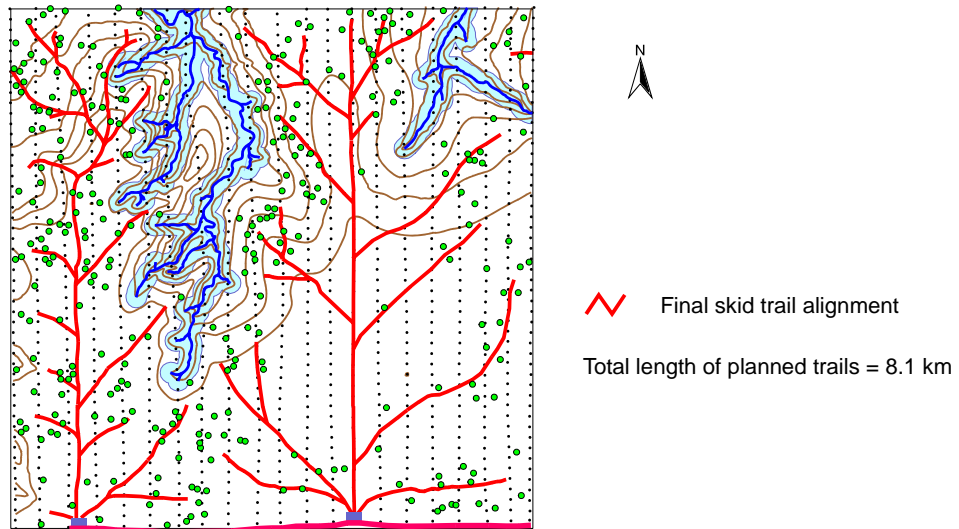 N
Final skid trail alignment
Total length of planned trails = 8.1 km